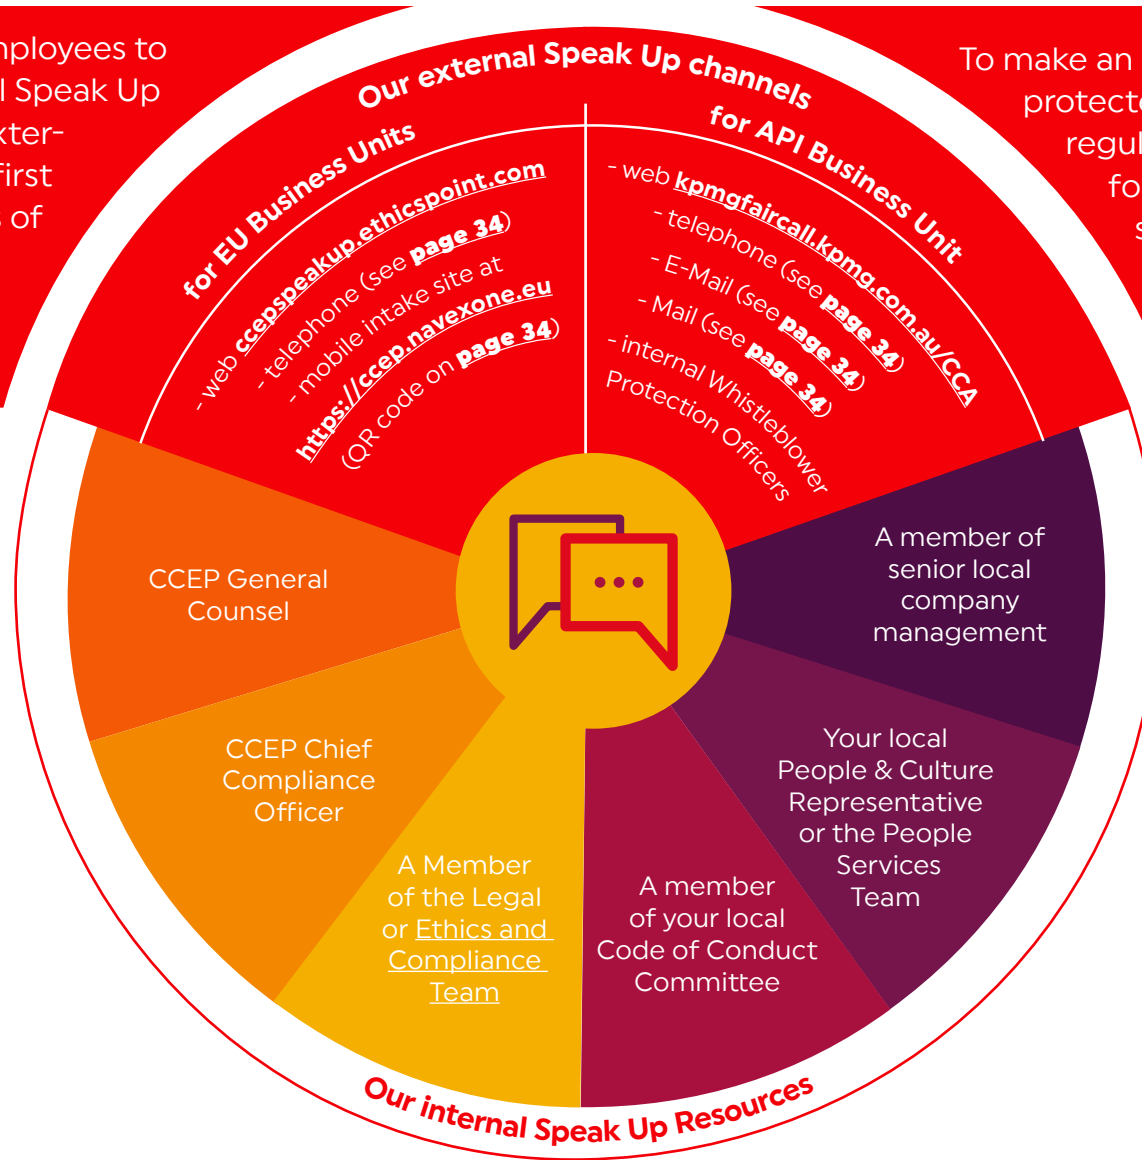 mployees to
l Speak Up
xter-
first
s of
To make an
protecte
regul
fo
s
Our external Speak Up channels
for EU Business Units
- web ccepspeakup.ethicspoint.com
- telephone (see page 34)
- mobile intake site at
https://ccep.navexone.eu
(QR code on page 34)
for API Business Unit
- web kpmgfaircall.kpmg.com.au/CCA
- telephone (see page 34)
- E-Mail (see page 34)
- Mail (see page 34)
- internal Whistleblower
Protection Officers
CCEP General
Counsel
CCEP Chief
Compliance
Officer
A Member
of the Legal
or Ethics and
Compliance
Team
A member
of your local
Code of Conduct
Committee
Your local
People & Culture
Representative
or the People
Services
Team
A member of
senior local
company
management
Our internal Speak Up Resources